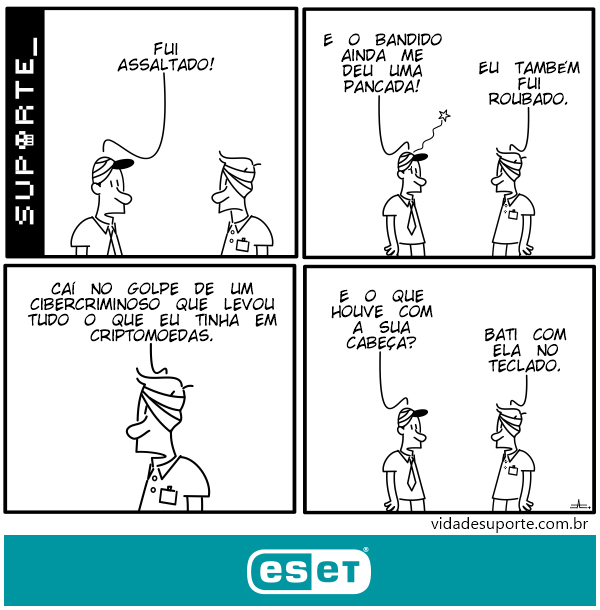 SUPORTE_
FUI
ASSALTADO!
E O BANDIDO
AINDA ME
DEU UMA
PANCADA!
EU TAMBÉM
FUI
ROUBADO.
CAÍ NO GOLPE DE UM
CIBERCRIMINOSO QUE LEVOU
TUDO O QUE EU TINHA EM
CRIPTOMOEDAS.
E O QUE
HOUVE COM
A SUA
CABEÇA?
BATI COM
ELA NO
TECLADO.
vidadesuporte.com.br
eseT®